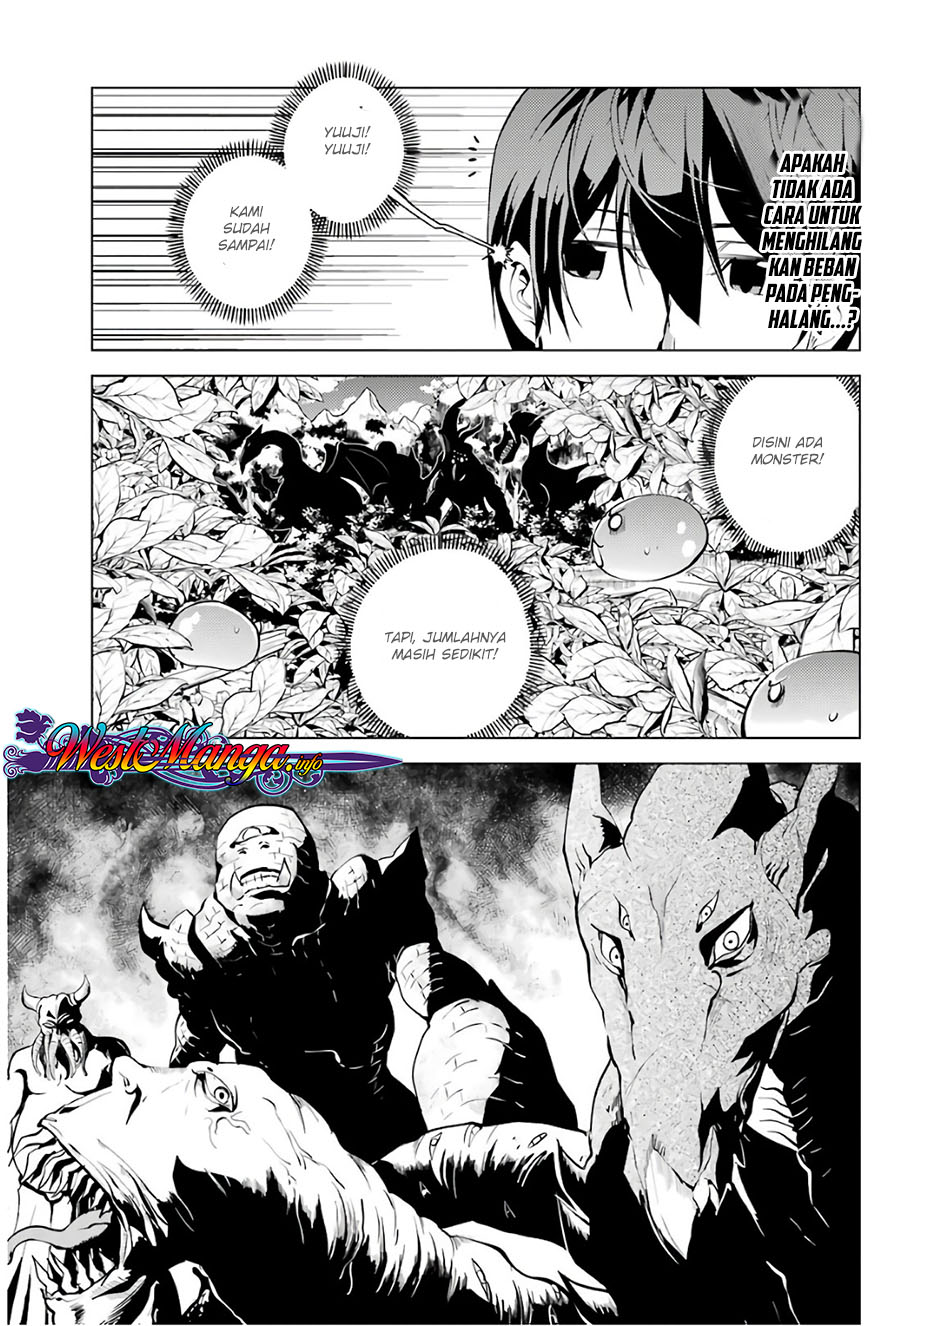 APAKAH
TIDAK ADA
CARA UNTUK
MENGHILANG
KAN BEBAN
PADA PENG-
HALANG...?
YUUJI!
YUUJI!
KAMI
SUDAH
SAMPAI!
DISINI ADA
MONSTER!
TAPI, JUMLAHNYA
MASIH SEDIKIT!
WestManga.info